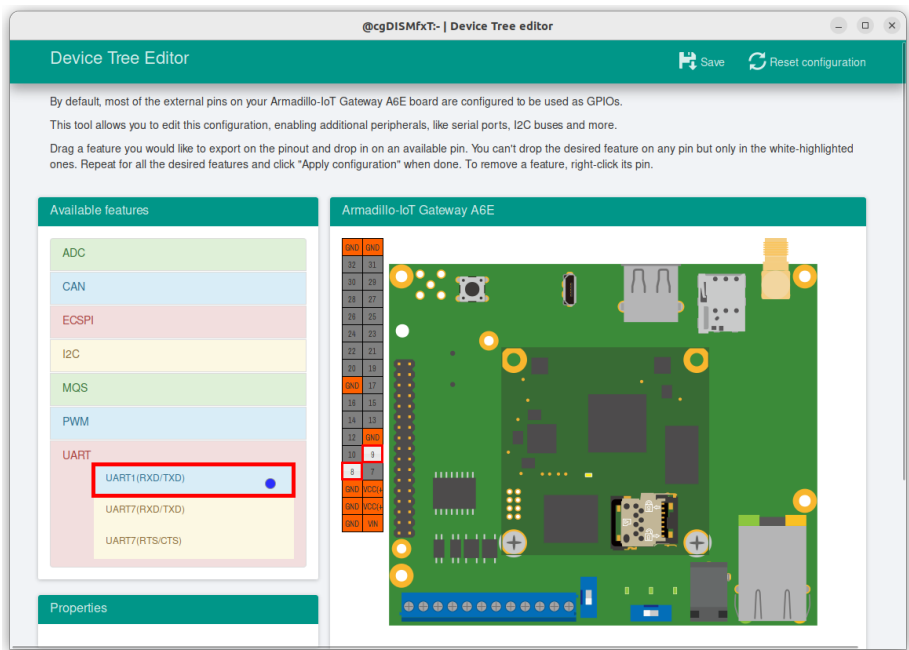 @cgDISMfxT:- | Device Tree editor
Device Tree Editor
Save
Reset configuration
By default, most of the external pins on your Armadillo-IoT Gateway A6E board are configured to be used as GPIOs.
This tool allows you to edit this configuration, enabling additional peripherals, like serial ports, I2C buses and more.
Drag a feature you would like to export on the pinout and drop in on an available pin. You can't drop the desired feature on any pin but only in the white-highlighted
ones. Repeat for all the desired features and click "Apply configuration" when done. To remove a feature, right-click its pin.
Available features
ADC
CAN
ECSPI
I2C
MQS
PWM
UART
UART1(RXD/TXD)
UART7(RXD/TXD)
UART7(RTS/CTS)
Properties
Armadillo-IoT Gateway A6E
GND GND
32 31
30 29
28 27
26 25
24 23
22 21
20 19
GND 17
16 15
14 13
12 GND
10 9
8 7
GND VCC(+
GND VCC(+
GND VIN